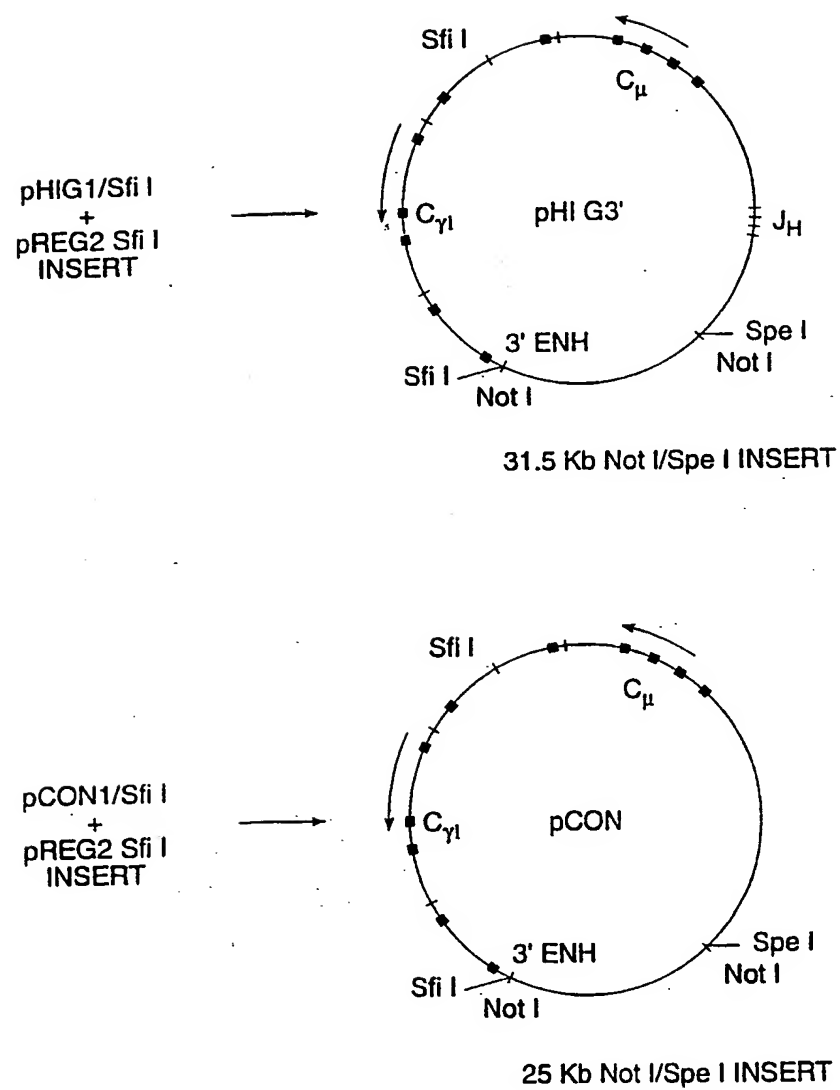 Sfi I
Cμ
pHIG1/Sfi I
+
pREG2 Sfi I
INSERT
CγI
pHI G3'
JH
3' ENH
Spe I
Sfi I
Not I
Not I
31.5 Kb Not I/Spe I INSERT
Sfi I
Cμ
pCON1/Sfi I
+
pREG2 Sfi I
INSERT
CγI
pCON
3' ENH
Spe I
Sfi I
Not I
Not I
25 Kb Not I/Spe I INSERT